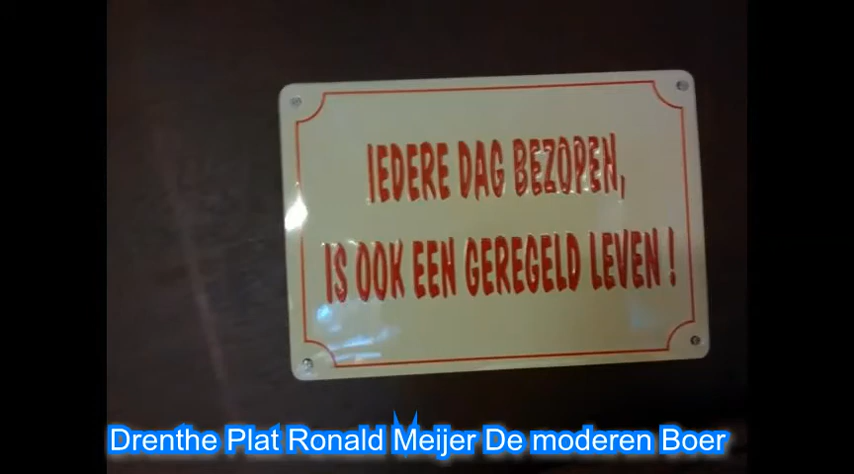 IEDERE DAG BEZOPEN,
IS OOK EEN GEREGELD LEVEN !
Drenthe Plat Ronald Meijer De moderen Boer